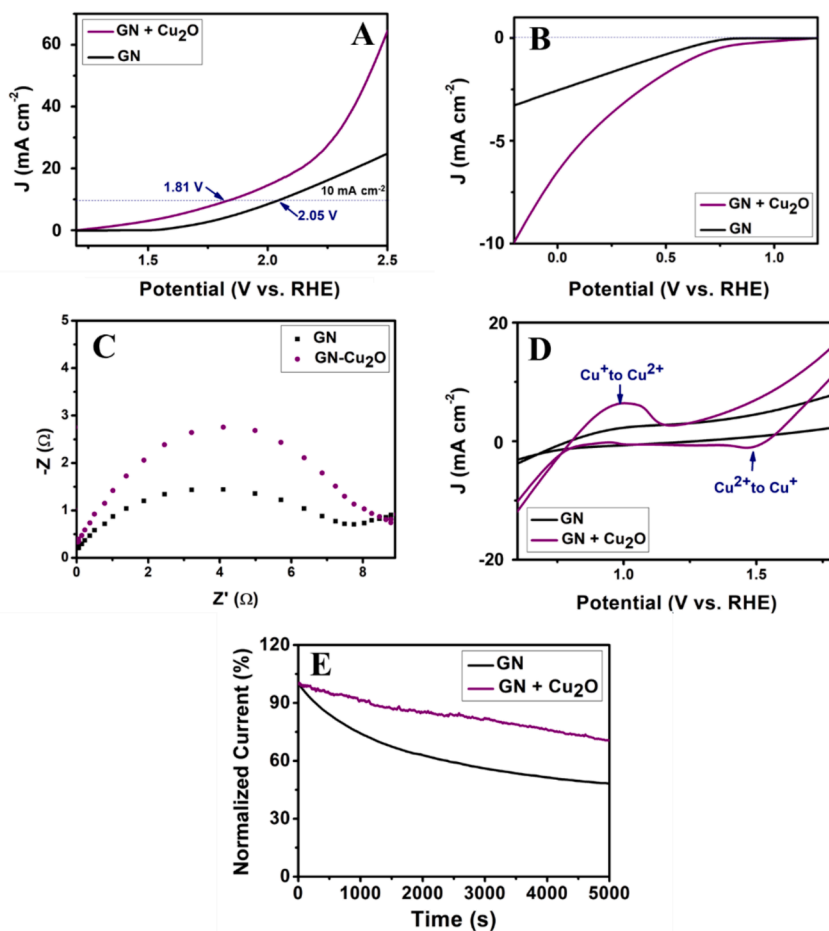 A
GN + Cu₂O
GN
60
40
20
0
J (mA cm⁻²)
1.81 V
10 mA cm⁻²
2.05 V
1.5
2.0
2.5
Potential (V vs. RHE)
B
0
-5
-10
J (mA cm⁻²)
GN + Cu₂O
GN
0.0
0.5
1.0
Potential (V vs. RHE)
C
GN
GN-Cu₂O
5
4
3
2
1
0
-Z (Ω)
0
2
4
6
8
Z' (Ω)
D
20
0
-20
J (mA cm⁻²)
Cu⁺to Cu²⁺
Cu²⁺to Cu⁺
GN
GN + Cu₂O
1.0
1.5
Potential (V vs. RHE)
E
GN
GN + Cu₂O
120
90
60
30
0
Normalized Current (%)
0
1000
2000
3000
4000
5000
Time (s)